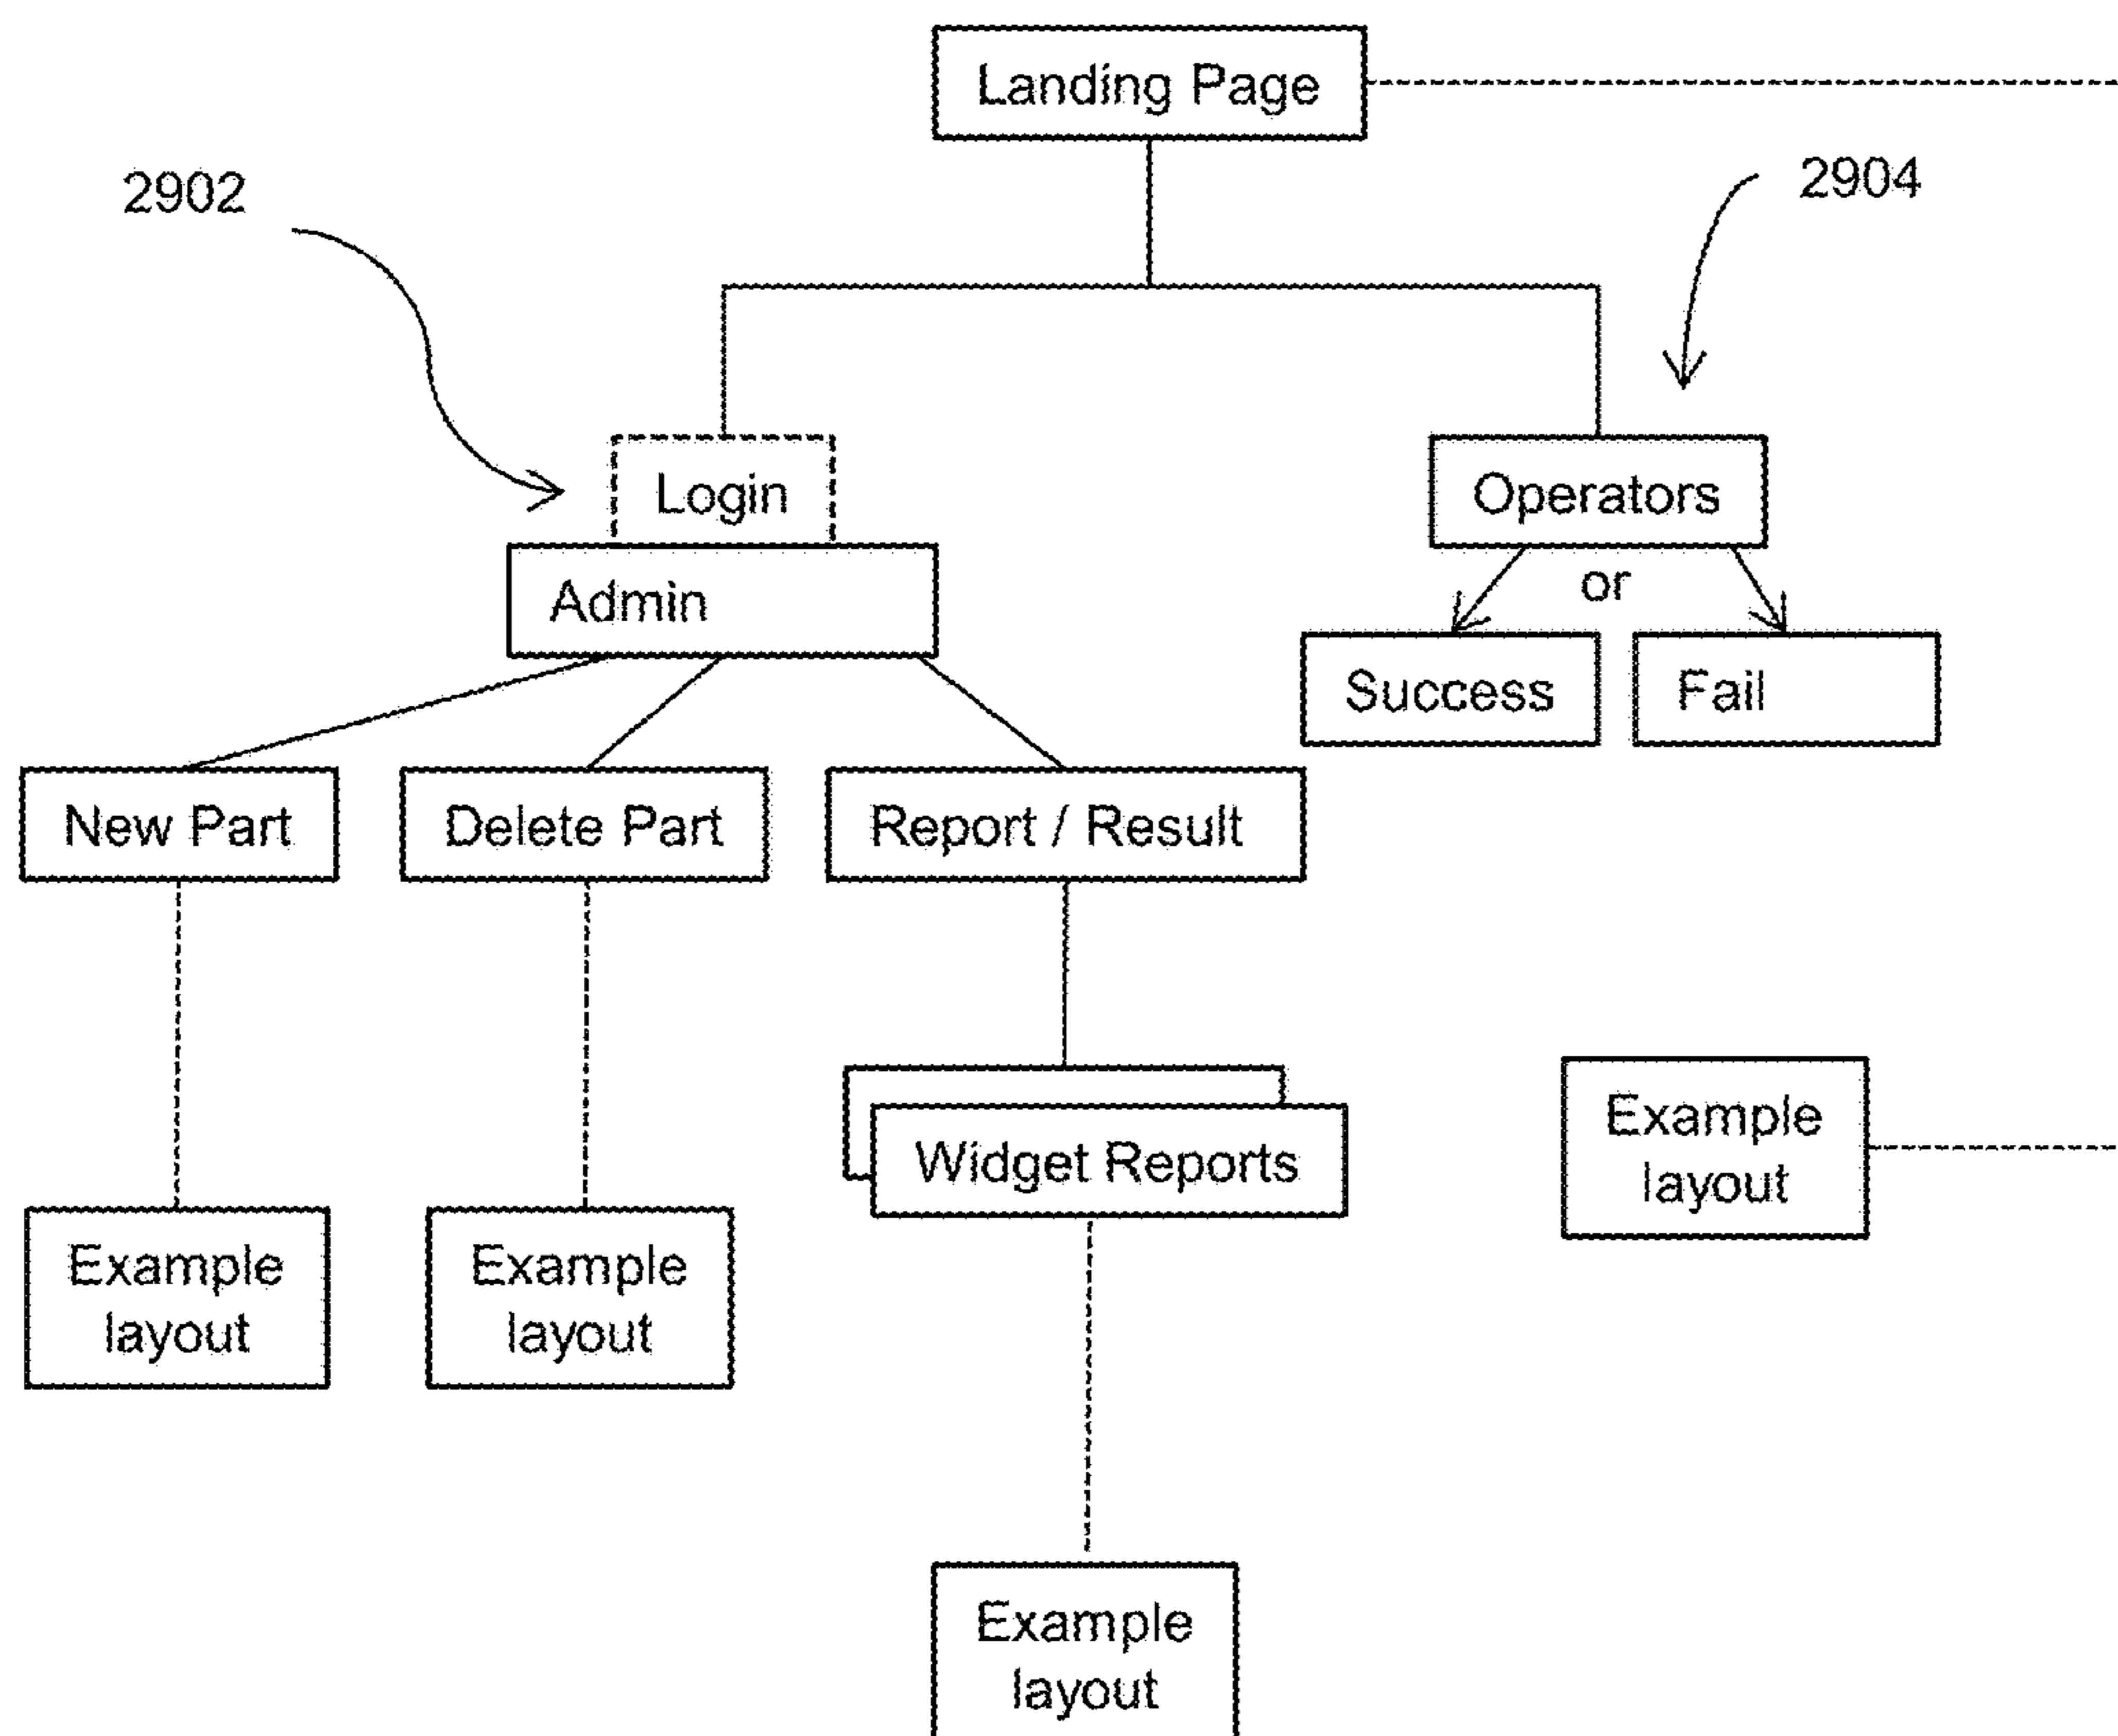 Landing Page
2902
2904
Login
Operators
Admin
or
Success
Fail
New Part
Delete Part
Report / Result
Widget Reports
Example
layout
Example
layout
Example
layout
Example
layout